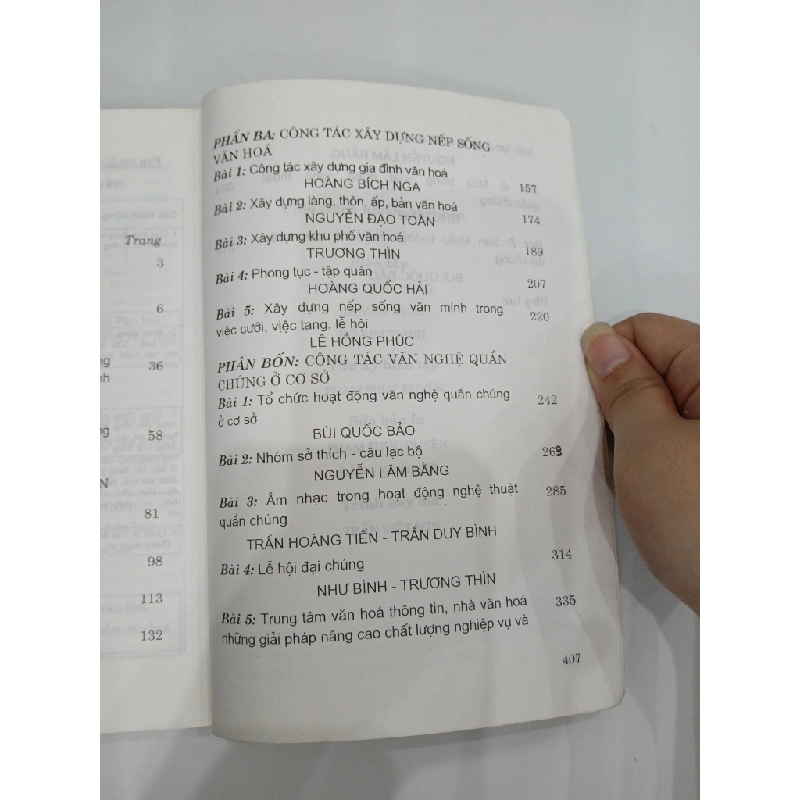 Trang
3
6
36
58
81
98
113
132
PHẦN BA: CÔNG TÁC XÂY DỰNG NẾP SỐNG
VĂN HOÁ
Bài 1: Công tác xây dựng gia đình văn hoá
HOÀNG BÍCH NGA 157
Bài 2: Xây dựng làng, thôn, ấp, bản văn hoá
NGUYỄN ĐẠO TOÀN 174
Bài 3: Xây dựng khu phố văn hoá
TRƯƠNG THÌN 189
Bài 4: Phong tục - tập quán
HOÀNG QUỐC HẢI 207
Bài 5: Xây dựng nếp sống văn minh trong
việc cưới, việc tang, lễ hội 220
LÊ HỒNG PHÚC
PHẦN BỐN: CÔNG TÁC VĂN NGHỆ QUẦN
CHÚNG Ở CƠ SỞ
Bài 1: Tổ chức hoạt động văn nghệ quần chúng 242
ở cơ sở
BÙI QUỐC BẢO
Bài 2: Nhóm sở thích - câu lạc bộ
NGUYỄN LÂM BẰNG
Bài 3: Âm nhạc trong hoạt động nghệ thuật 285
quần chúng
TRẦN HOÀNG TIẾN - TRẦN DUY BÌNH
Bài 4: Lễ hội đại chúng 314
NHƯ BÌNH - TRƯƠNG THÌN
Bài 5: Trung tâm văn hoá thông tin, nhà văn hoá 335
những giải pháp nâng cao chất lượng nghiệp vụ và
407